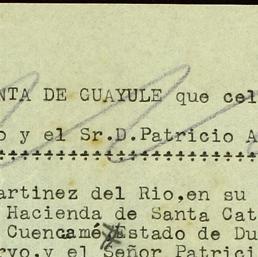 NTA DE GUAYULE que cel
o y el Sr.D.Patricio A
artinez del Rio,en su
Hacienda de Santa Cat
Cuencamé Estado de Du
rvo,y el Señor Patrici